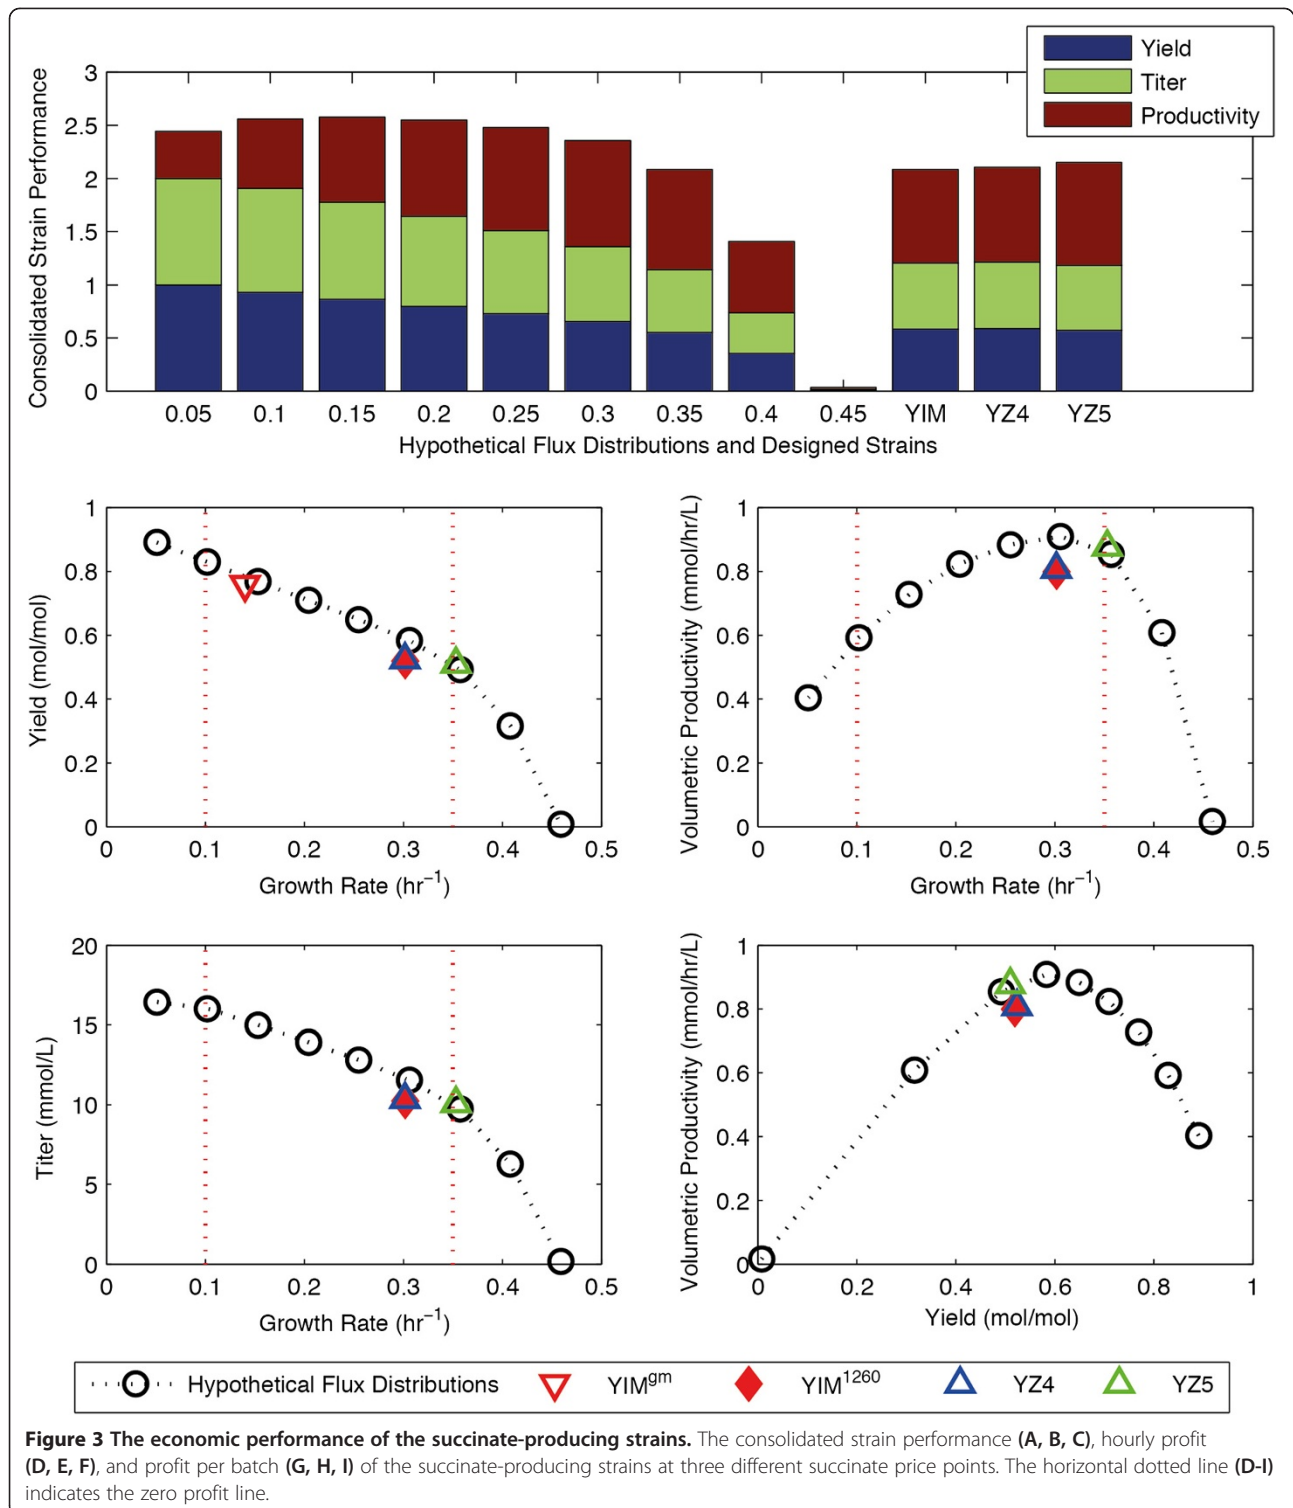 Yield
Titer
Productivity
Consolidated Strain Performance
3
2.5
2
1.5
1
0.5
0
0.05 0.1 0.15 0.2 0.25 0.3 0.35 0.4 0.45 YIM YZ4 YZ5
Hypothetical Flux Distributions and Designed Strains
Yield (mol/mol)
1
0.8
0.6
0.4
0.2
0
0 0.1 0.2 0.3 0.4 0.5
Growth Rate (hr⁻¹)
Volumetric Productivity (mmol/hr/L)
1
0.8
0.6
0.4
0.2
0
0 0.1 0.2 0.3 0.4 0.5
Growth Rate (hr⁻¹)
Titer (mmol/L)
20
15
10
5
0
0 0.1 0.2 0.3 0.4 0.5
Growth Rate (hr⁻¹)
Volumetric Productivity (mmol/hr/L)
1
0.8
0.6
0.4
0.2
0
0 0.2 0.4 0.6 0.8 1
Yield (mol/mol)
Hypothetical Flux Distributions YIMᵍᵐ YIM¹²⁶⁰ YZ4 YZ5
Figure 3 The economic performance of the succinate-producing strains. The consolidated strain performance (A, B, C), hourly profit
(D, E, F), and profit per batch (G, H, I) of the succinate-producing strains at three different succinate price points. The horizontal dotted line (D-I)
indicates the zero profit line.